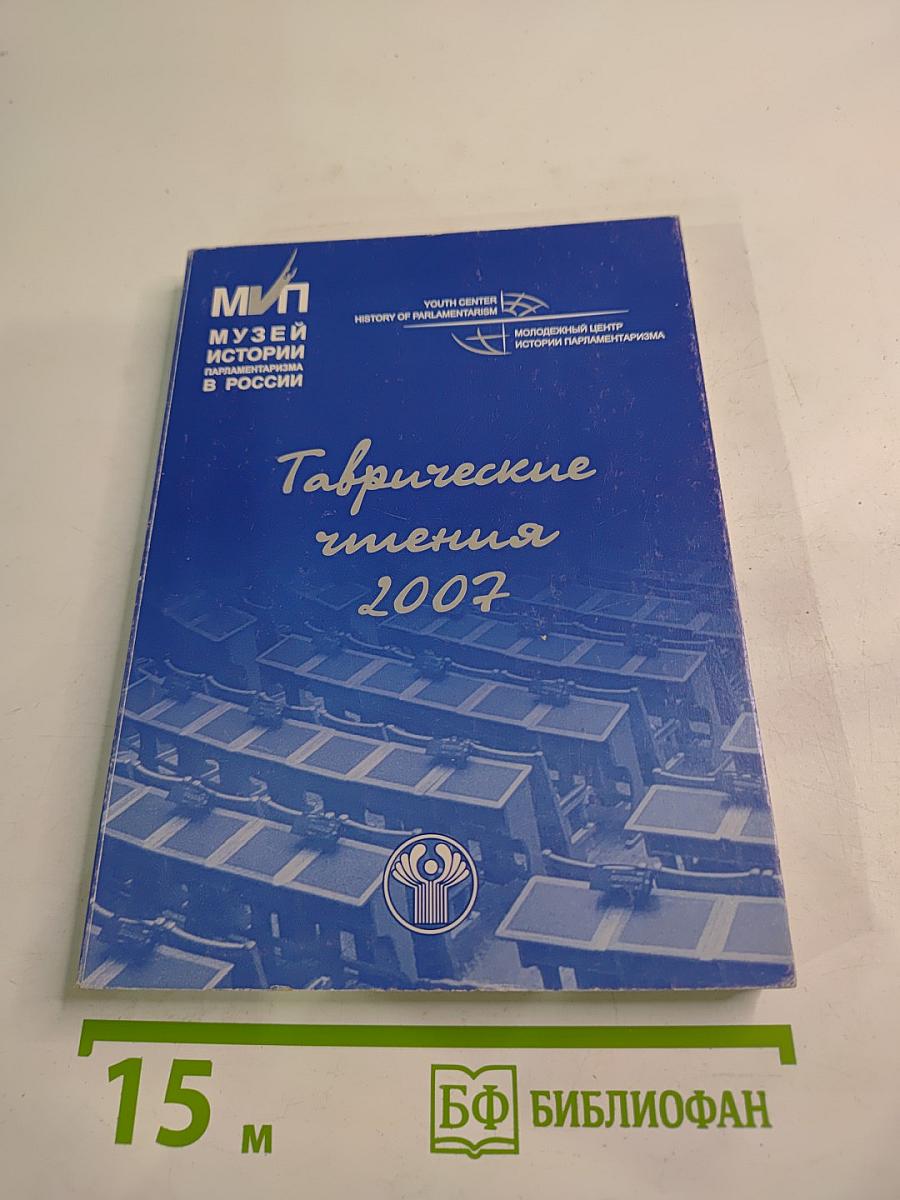 МИП
МУЗЕЙ
ИСТОРИИ
ПАРЛАМЕНТАРИЗМА
В РОССИИ
YOUTH CENTER
HISTORY OF PARLAMENTARISM
МОЛОДЕЖНЫЙ ЦЕНТР
ИСТОРИИ ПАРЛАМЕНТАРИЗМА
Таврические
чтения
2007
15 м
БФ БИБЛИОФАН